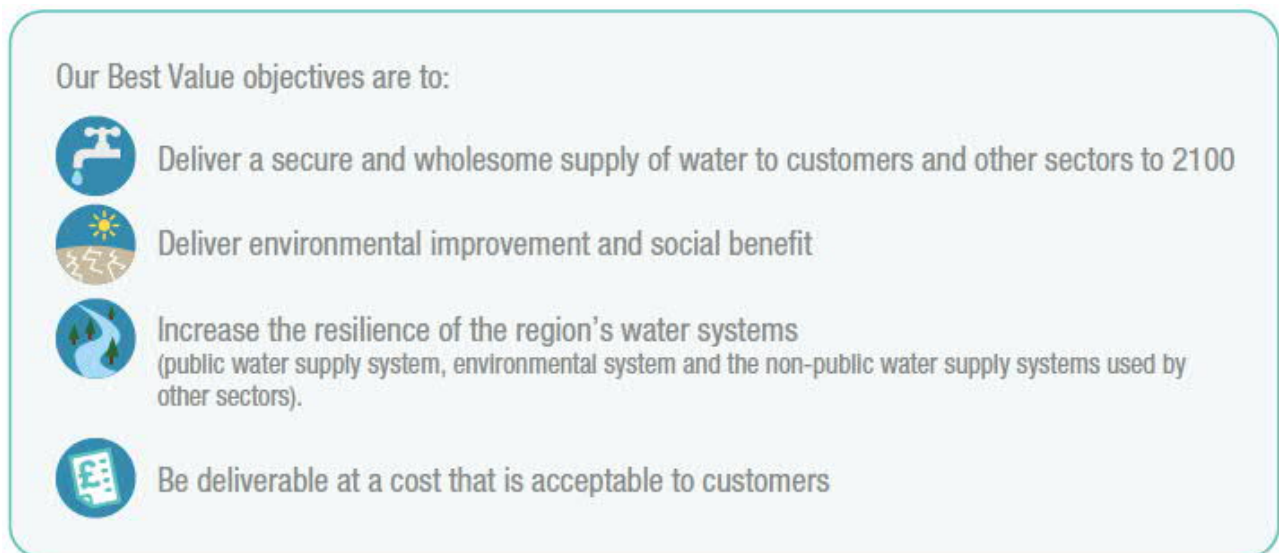 Our Best Value objectives are to:
Deliver a secure and wholesome supply of water to customers and other sectors to 2100
Deliver environmental improvement and social benefit
Increase the resilience of the region's water systems
(public water supply system, environmental system and the non-public water supply systems used by
other sectors).
£
Be deliverable at a cost that is acceptable to customers